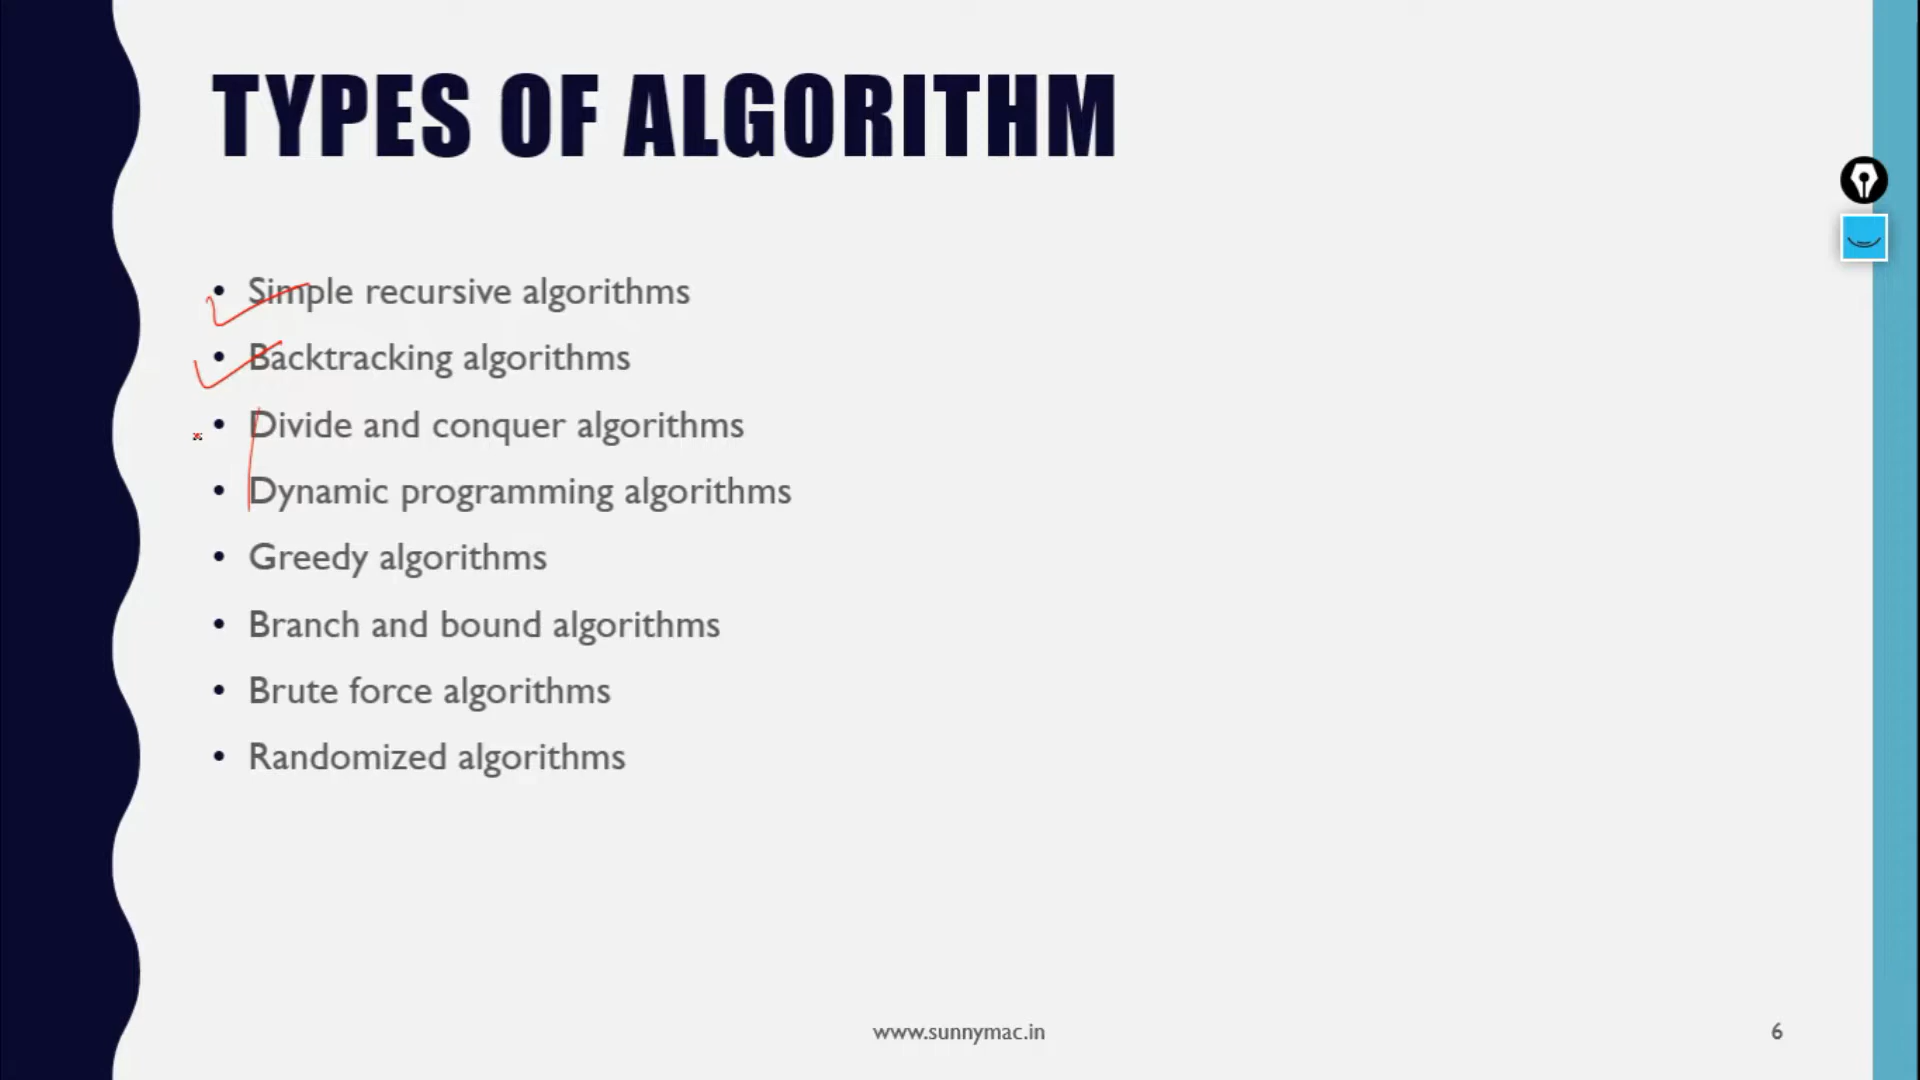 TYPES OF ALGORITHM
• Simple recursive algorithms
• Backtracking algorithms
• Divide and conquer algorithms
• Dynamic programming algorithms
• Greedy algorithms
• Branch and bound algorithms
• Brute force algorithms
• Randomized algorithms
www.sunnymac.in
6